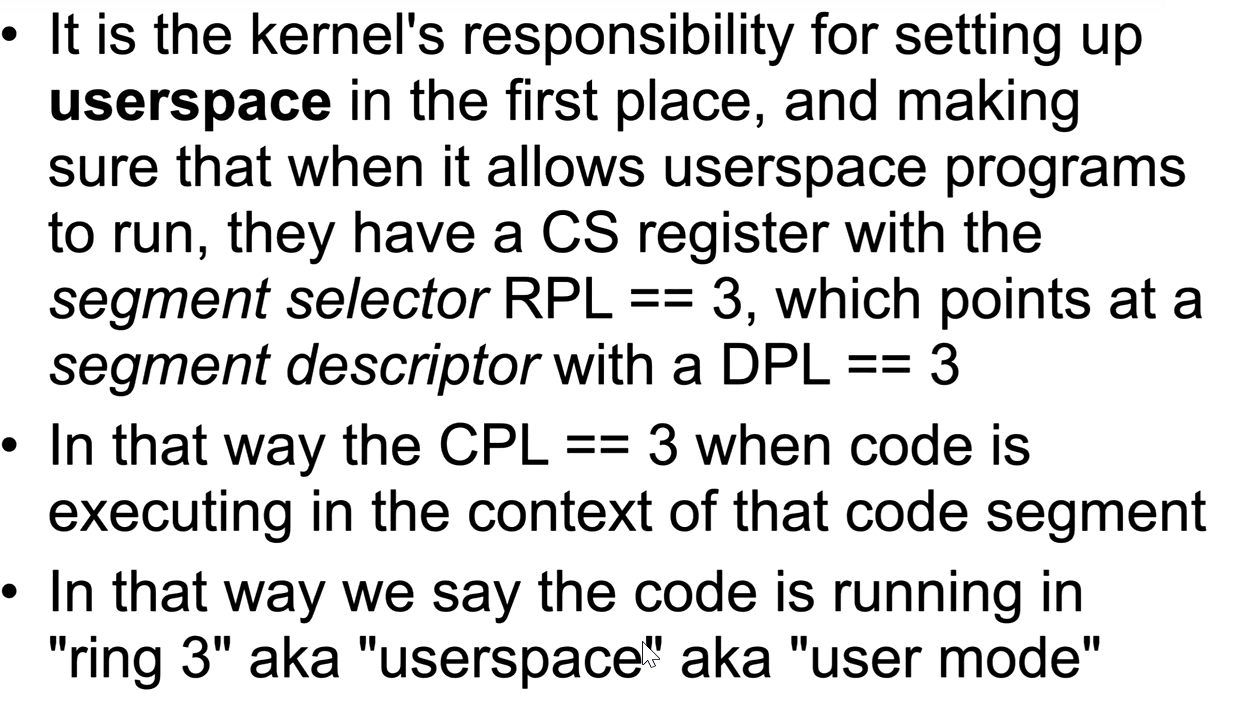 • It is the kernel's responsibility for setting up
userspace in the first place, and making
sure that when it allows userspace programs
to run, they have a CS register with the
segment selector RPL == 3, which points at a
segment descriptor with a DPL == 3
• In that way the CPL == 3 when code is
executing in the context of that code segment
• In that way we say the code is running in
"ring 3" aka "userspace" aka "user mode"